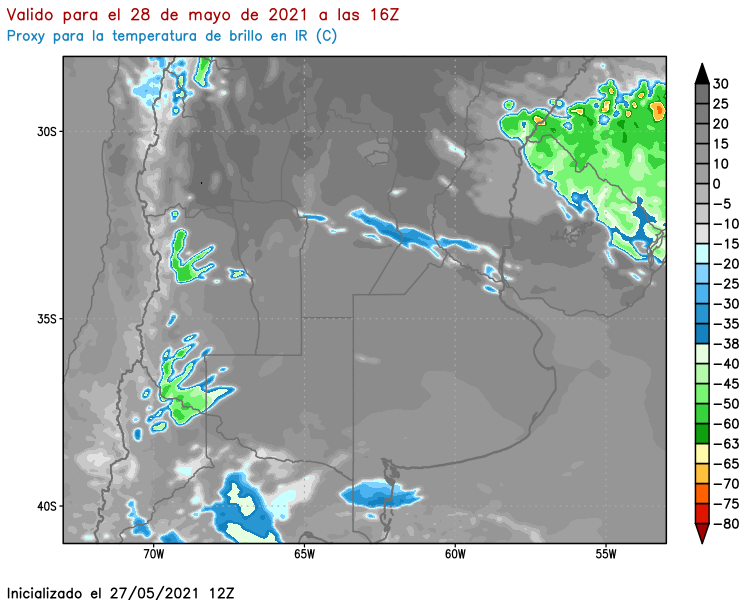 Valido para el 28 de mayo de 2021 a las 16Z
Proxy para la temperatura de brillo en IR (C)
30S
35S
40S
70W
65W
60W
55W
30
25
20
15
10
0
-5
-10
-15
-20
-25
-30
-35
-38
-40
-45
-50
-60
-63
-65
-70
-75
-80
Inicializado el 27/05/2021 12Z